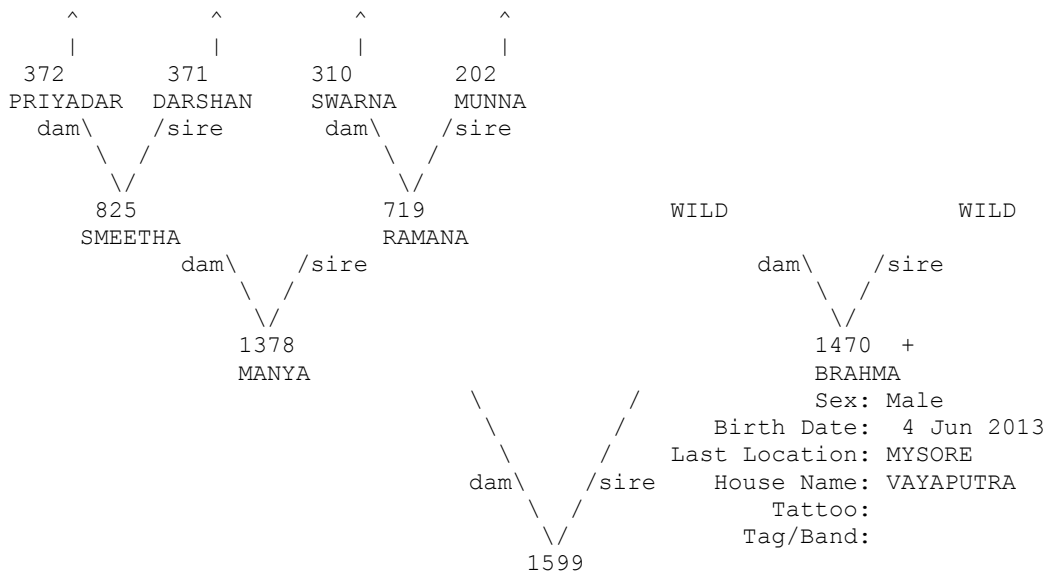 ^ ^ ^ ^
| | | |
372 371 310 202
PRIYADAR DARSHAN SWARNA MUNNA
dam\ /sire dam\ /sire
\ / \ /
\/ \/
825 719 WILD WILD
SMEETHA RAMANA
dam\ /sire dam\ /sire
\ / \ /
\/ \/
1378 1470 +
MANYA BRAHMA
\ / Sex: Male
\ / Birth Date: 4 Jun 2013
\ / Last Location: MYSORE
dam\ /sire House Name: VAYAPUTRA
\ / Tattoo:
\/ Tag/Band:
1599